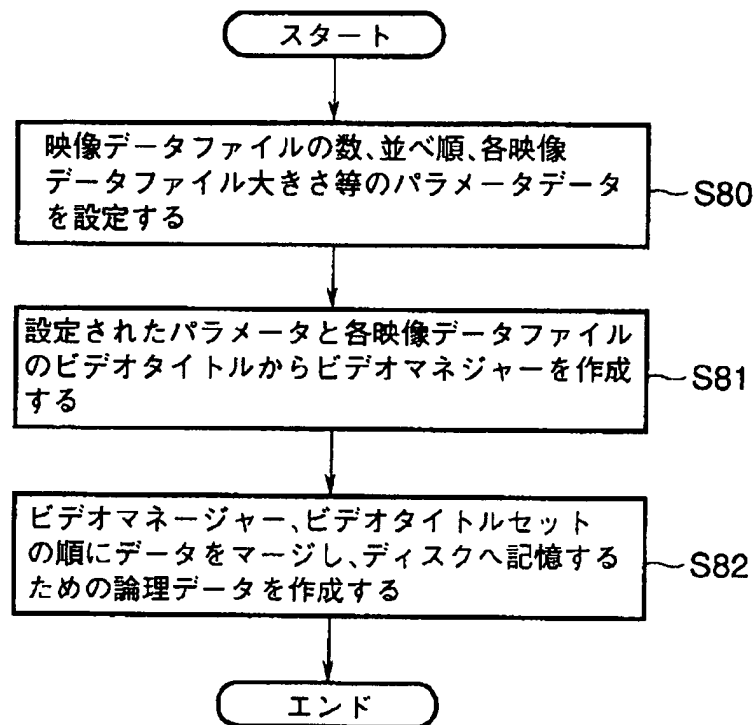 スタート
映像データファイルの数、並べ順、各映像
データファイル大きさ等のパラメータデータ
を設定する
S80
設定されたパラメータと各映像データファイル
のビデオタイトルからビデオマネジャーを作成
する
S81
ビデオマネージャー、ビデオタイトルセット
の順にデータをマージし、ディスクへ記憶する
ための論理データを作成する
S82
エンド